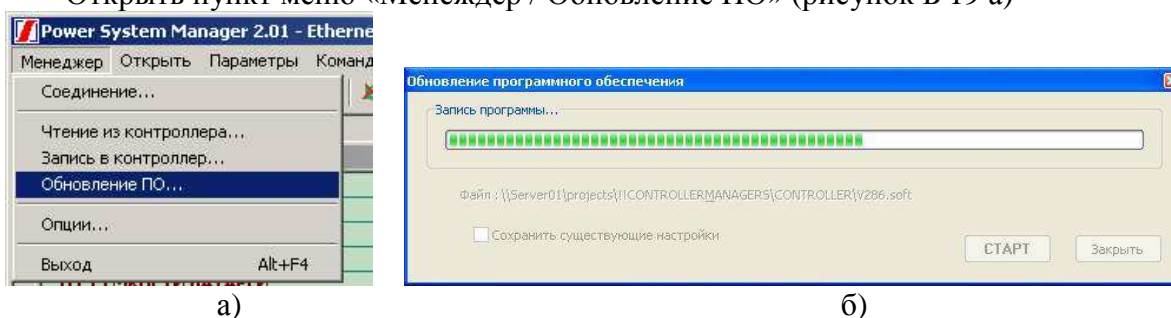 Открыть пункт меню «Менеждер / Обновление ПО» (рисунок В 19 а)
Power System Manager 2.01 - Etherne
Менеджер Открыть Параметры Команд
Соединение...
Чтение из контроллера...
Запись в контроллер...
Обновление ПО...
Опции...
Выход Alt+F4
а)
Обновление программного обеспечения
Запись программы...
Файл : \\Server01\projects\!!CONTROLLERMANAGERS\CONTROLLER\V286.soft
Сохранить существующие настройки
СТАРТ Закрыть
б)